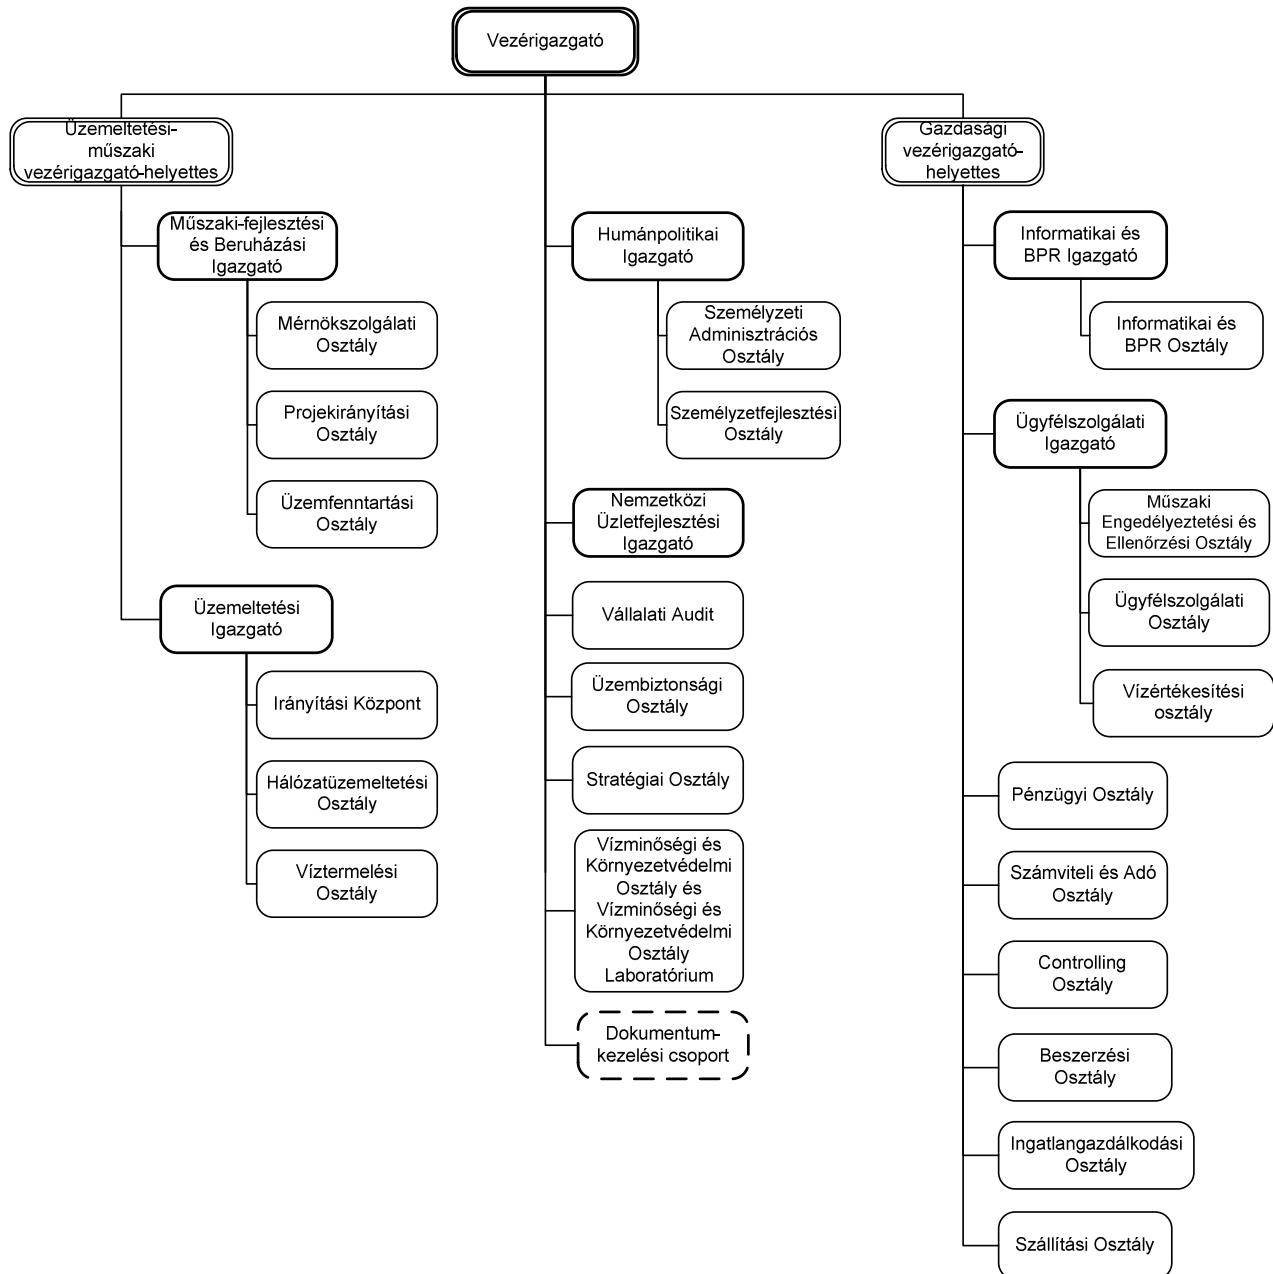 Vezérigazgató
Üzemeltetési-
műszaki
vezérigazgató-helyettes
Műszaki-fejlesztési
és Beruházási
Igazgató
Mérnökszolgálati
Osztály
Projekirányítási
Osztály
Üzemfenntartási
Osztály
Üzemeltetési
Igazgató
Irányítási Központ
Hálózatüzemeltetési
Osztály
Víztermelési
Osztály
Humánpolitikai
Igazgató
Személyzeti
Adminisztrációs
Osztály
Személyzetfejlesztési
Osztály
Nemzetközi
Üzletfejlesztési
Igazgató
Vállalati Audit
Üzembiztonsági
Osztály
Stratégiai Osztály
Vízminőségi és
Környezetvédelmi
Osztály és
Vízminőségi és
Környezetvédelmi
Osztály
Laboratórium
Dokumentum-
kezelési csoport
Gazdasági
vezérigazgató-
helyettes
Informatikai és
BPR Igazgató
Informatikai és
BPR Osztály
Ügyfélszolgálati
Igazgató
Műszaki
Engedélyeztetési és
Ellenőrzési Osztály
Ügyfélszolgálati
Osztály
Vízértékesítési
osztály
Pénzügyi Osztály
Számviteli és Adó
Osztály
Controlling
Osztály
Beszerzési
Osztály
Ingatlangazdálkodási
Osztály
Szállítási Osztály